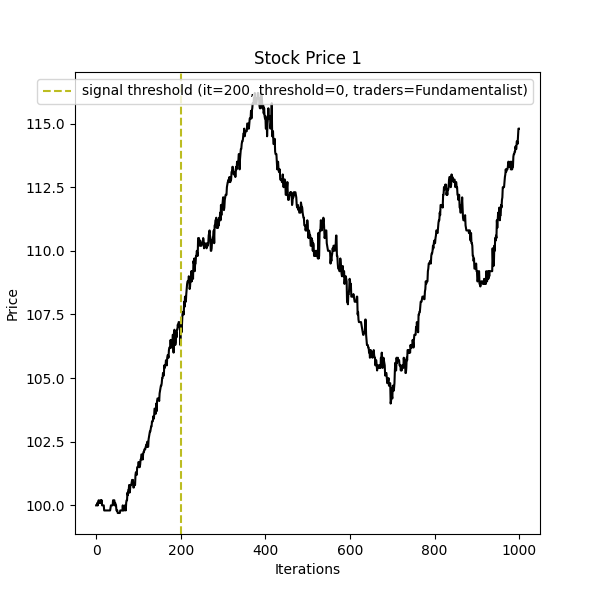 Stock Price 1
signal threshold (it=200, threshold=0, traders=Fundamentalist)
115.0
112.5
110.0
107.5
105.0
102.5
100.0
Price
0 200 400 600 800 1000
Iterations